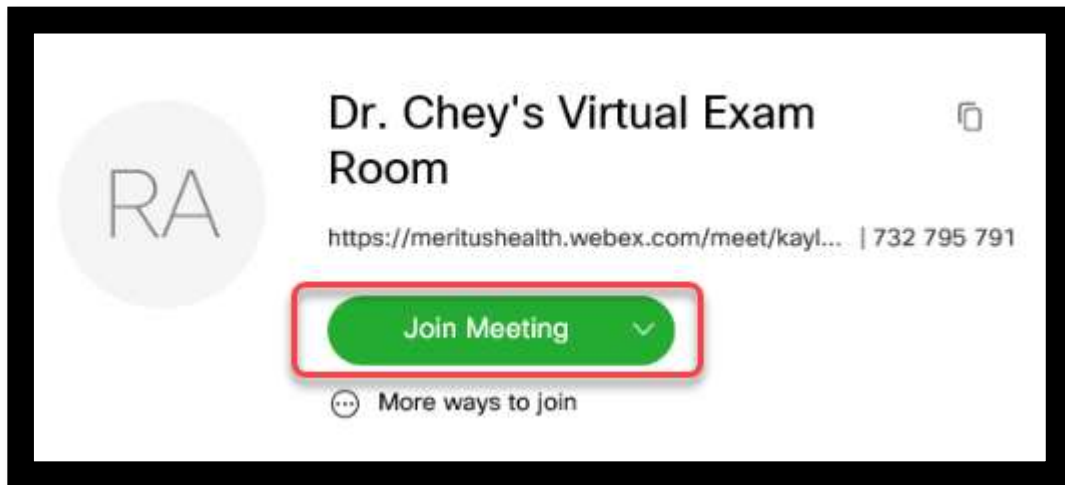 RA
Dr. Chey's Virtual Exam
Room
https://meritushealth.webex.com/meet/kayl... | 732 795 791
Join Meeting
More ways to join